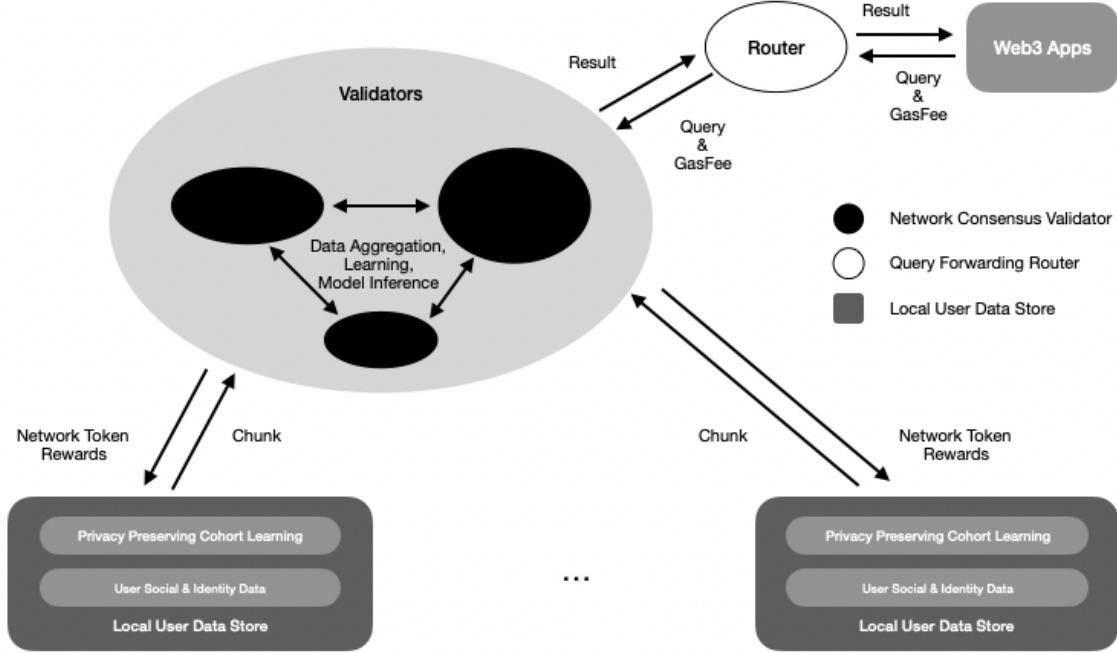 Result
Router
Web3 Apps
Query
&
GasFee
Result
Query
&
GasFee
Validators
Data Aggregation,
Learning,
Model Inference
Network Consensus Validator
Query Forwarding Router
Local User Data Store
Network Token
Rewards
Chunk
Chunk
Network Token
Rewards
Privacy Preserving Cohort Learning
User Social & Identity Data
Local User Data Store
...
Privacy Preserving Cohort Learning
User Social & Identity Data
Local User Data Store